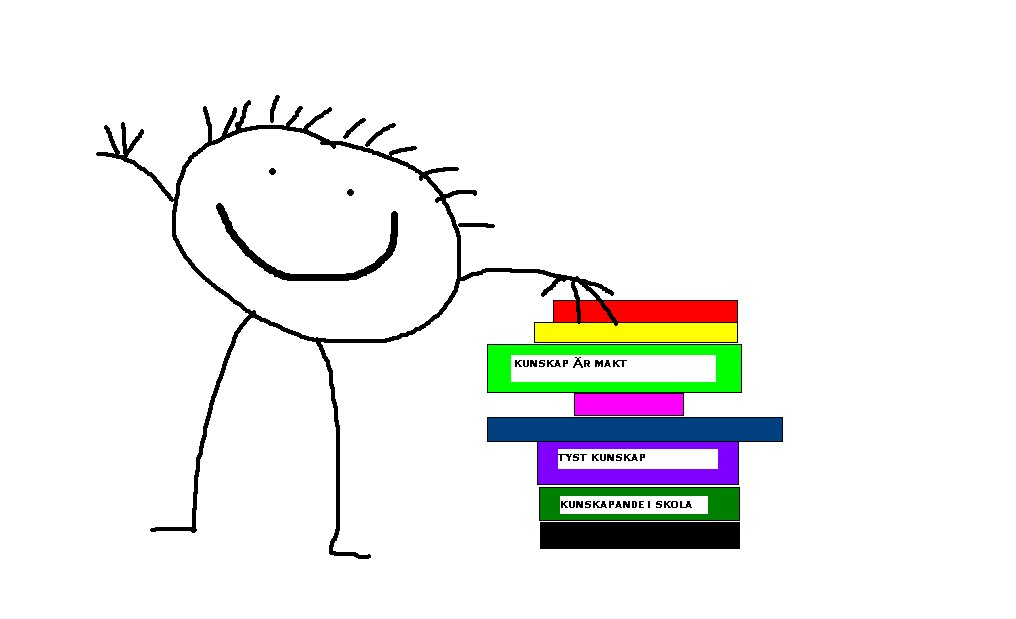 KUNSKAP ÄR MAKT
TYST KUNSKAP
KUNSKAPANDE I SKOLA